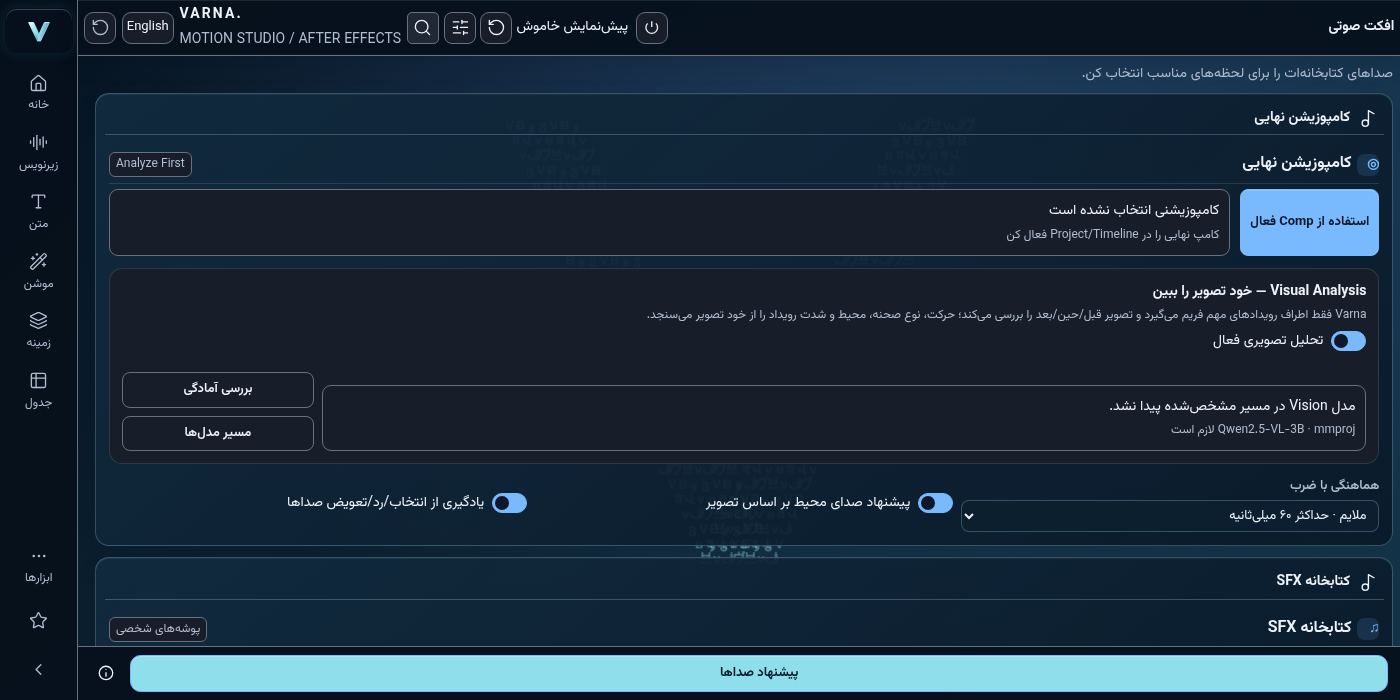 افکت صوتی
پیش‌نمایش خاموش
English
VARNA.
MOTION STUDIO / AFTER EFFECTS
خانه
زیرنویس
متن
موشن
زمینه
جدول
ابزارها
صداهای کتابخانه‌ات را برای لحظه‌های مناسب انتخاب کن.
کامپوزیشن نهایی
کامپوزیشن نهایی
Analyze First
استفاده از Comp فعال
کامپوزیشنی انتخاب نشده است
کامپ نهایی را در Project/Timeline فعال کن
Visual Analysis — خود تصویر را ببین
Varna فقط اطراف رویدادهای مهم فریم می‌گیرد و تصویر قبل/حین/بعد را بررسی می‌کند؛ حرکت، نوع صحنه، محیط و شدت رویداد را از خود تصویر می‌سنجد.
تحلیل تصویری فعال
مدل Vision در مسیر مشخص‌شده پیدا نشد.
Qwen2.5-VL-3B · mmproj لازم است
بررسی آمادگی
مسیر مدل‌ها
هماهنگی با ضرب
ملایم · حداکثر ۶۰ میلی‌ثانیه
پیشنهاد صدای محیط بر اساس تصویر
یادگیری از انتخاب/رد/تعویض صداها
کتابخانه SFX
کتابخانه SFX
پوشه‌های شخصی
پیشنهاد صداها